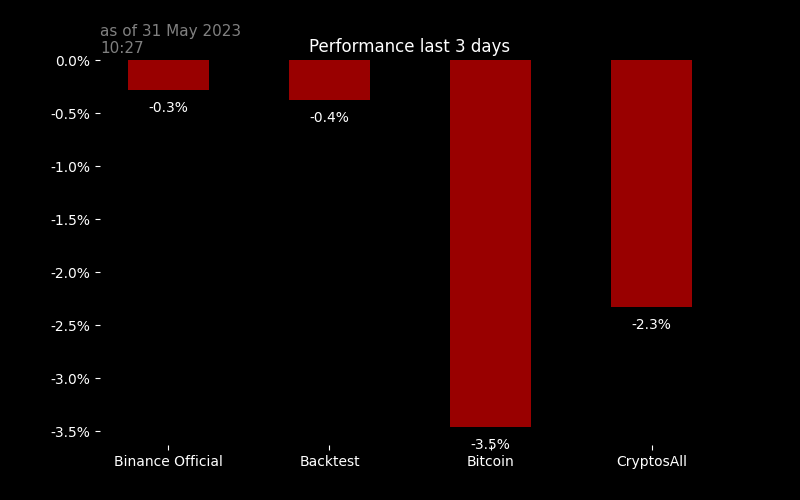 as of 31 May 2023
10:27
Performance last 3 days
0.0%
-0.5%
-1.0%
-1.5%
-2.0%
-2.5%
-3.0%
-3.5%
-0.3%
-0.4%
-3.5%
-2.3%
Binance Official
Backtest
Bitcoin
CryptosAll